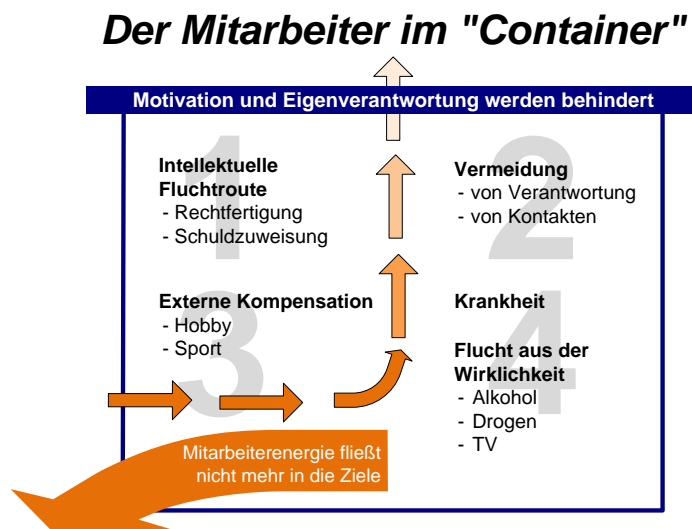 Der Mitarbeiter im "Container"
Motivation und Eigenverantwortung werden behindert
1
Intellektuelle
Fluchtroute
- Rechtfertigung
- Schuldzuweisung
2
Vermeidung
- von Verantwortung
- von Kontakten
3
Externe Kompensation
- Hobby
- Sport
4
Krankheit
Flucht aus der
Wirklichkeit
- Alkohol
- Drogen
- TV
Mitarbeiterenergie fließt
nicht mehr in die Ziele